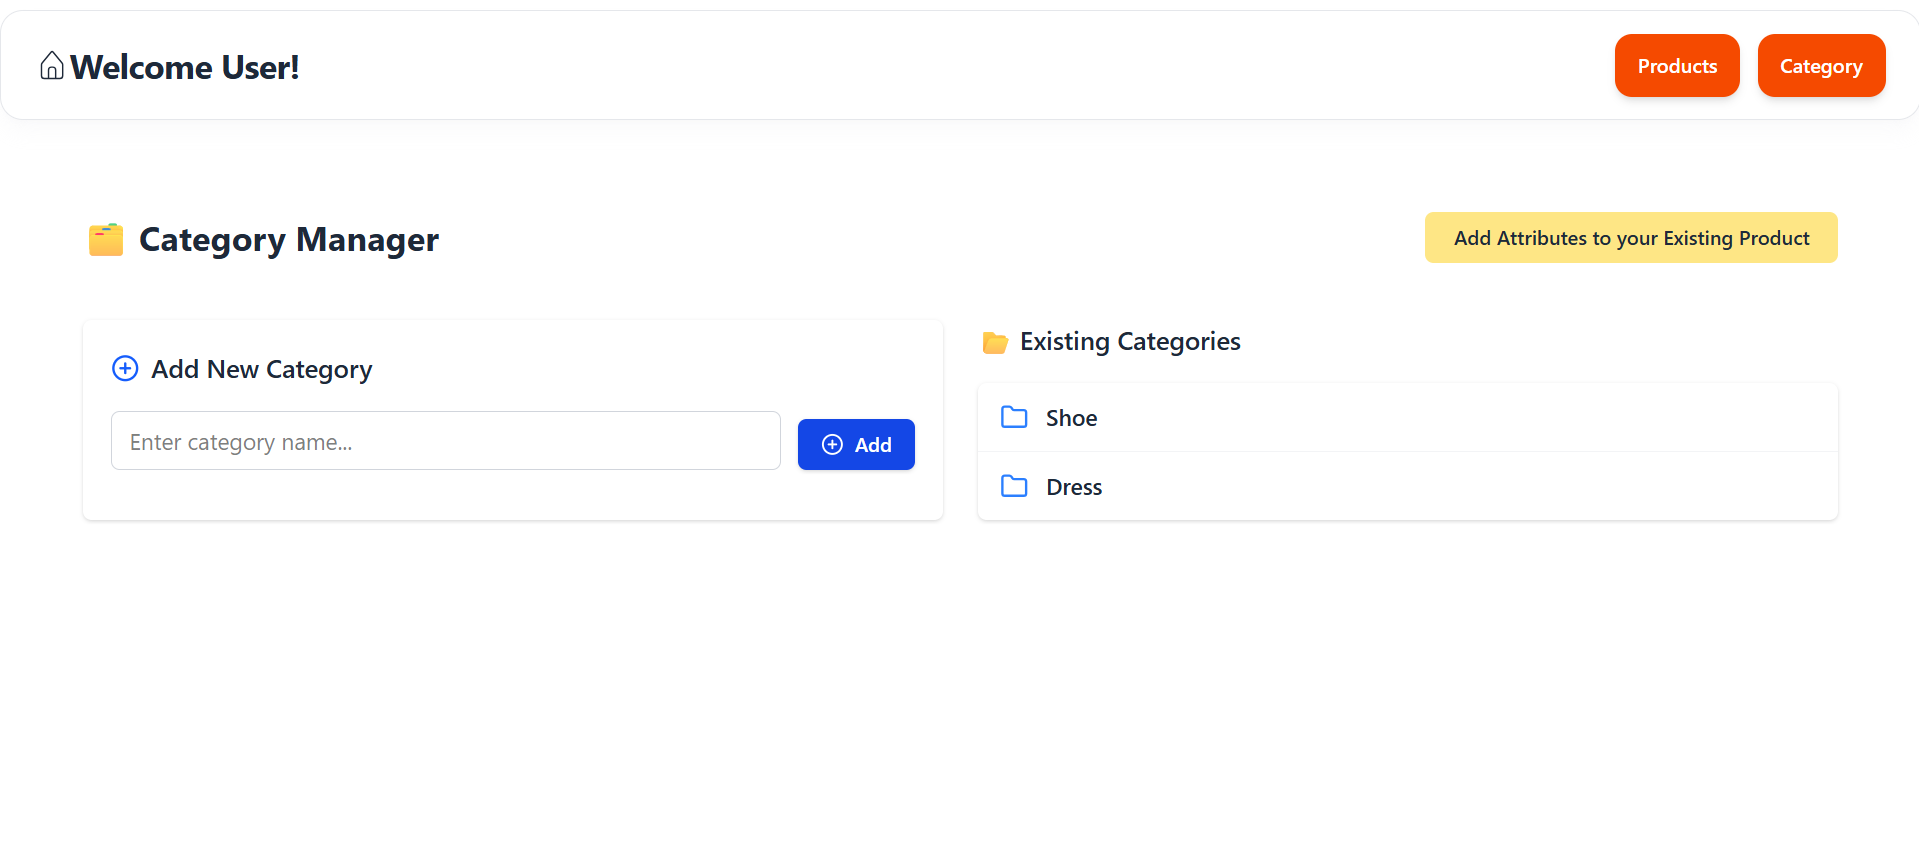 Welcome User!
Products
Category
Category Manager
Add Attributes to your Existing Product
Add New Category
Enter category name...
Add
Existing Categories
Shoe
Dress